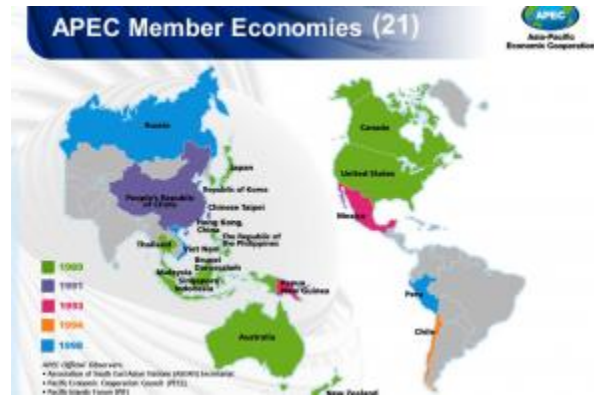 APEC Member Economies (21)
APEC
Asia-Pacific
Economic Cooperation
Russia
Canada
Japan
United States
Republic of Korea
People's Republic
of China
Chinese Taipei
Mexico
Hong Kong,
China
The Republic of
the Philippines
Thailand
Viet Nam
Brunei
Darussalam
Malaysia
Singapore
Indonesia
Papua
New Guinea
Peru
Chile
Australia
New Zealand
1989
1991
1993
1994
1998
APEC Official Observers:
• Association of South East Asian Nations (ASEAN) Secretariat
• Pacific Economic Cooperation Council (PECC)
• Pacific Islands Forum (PIF)